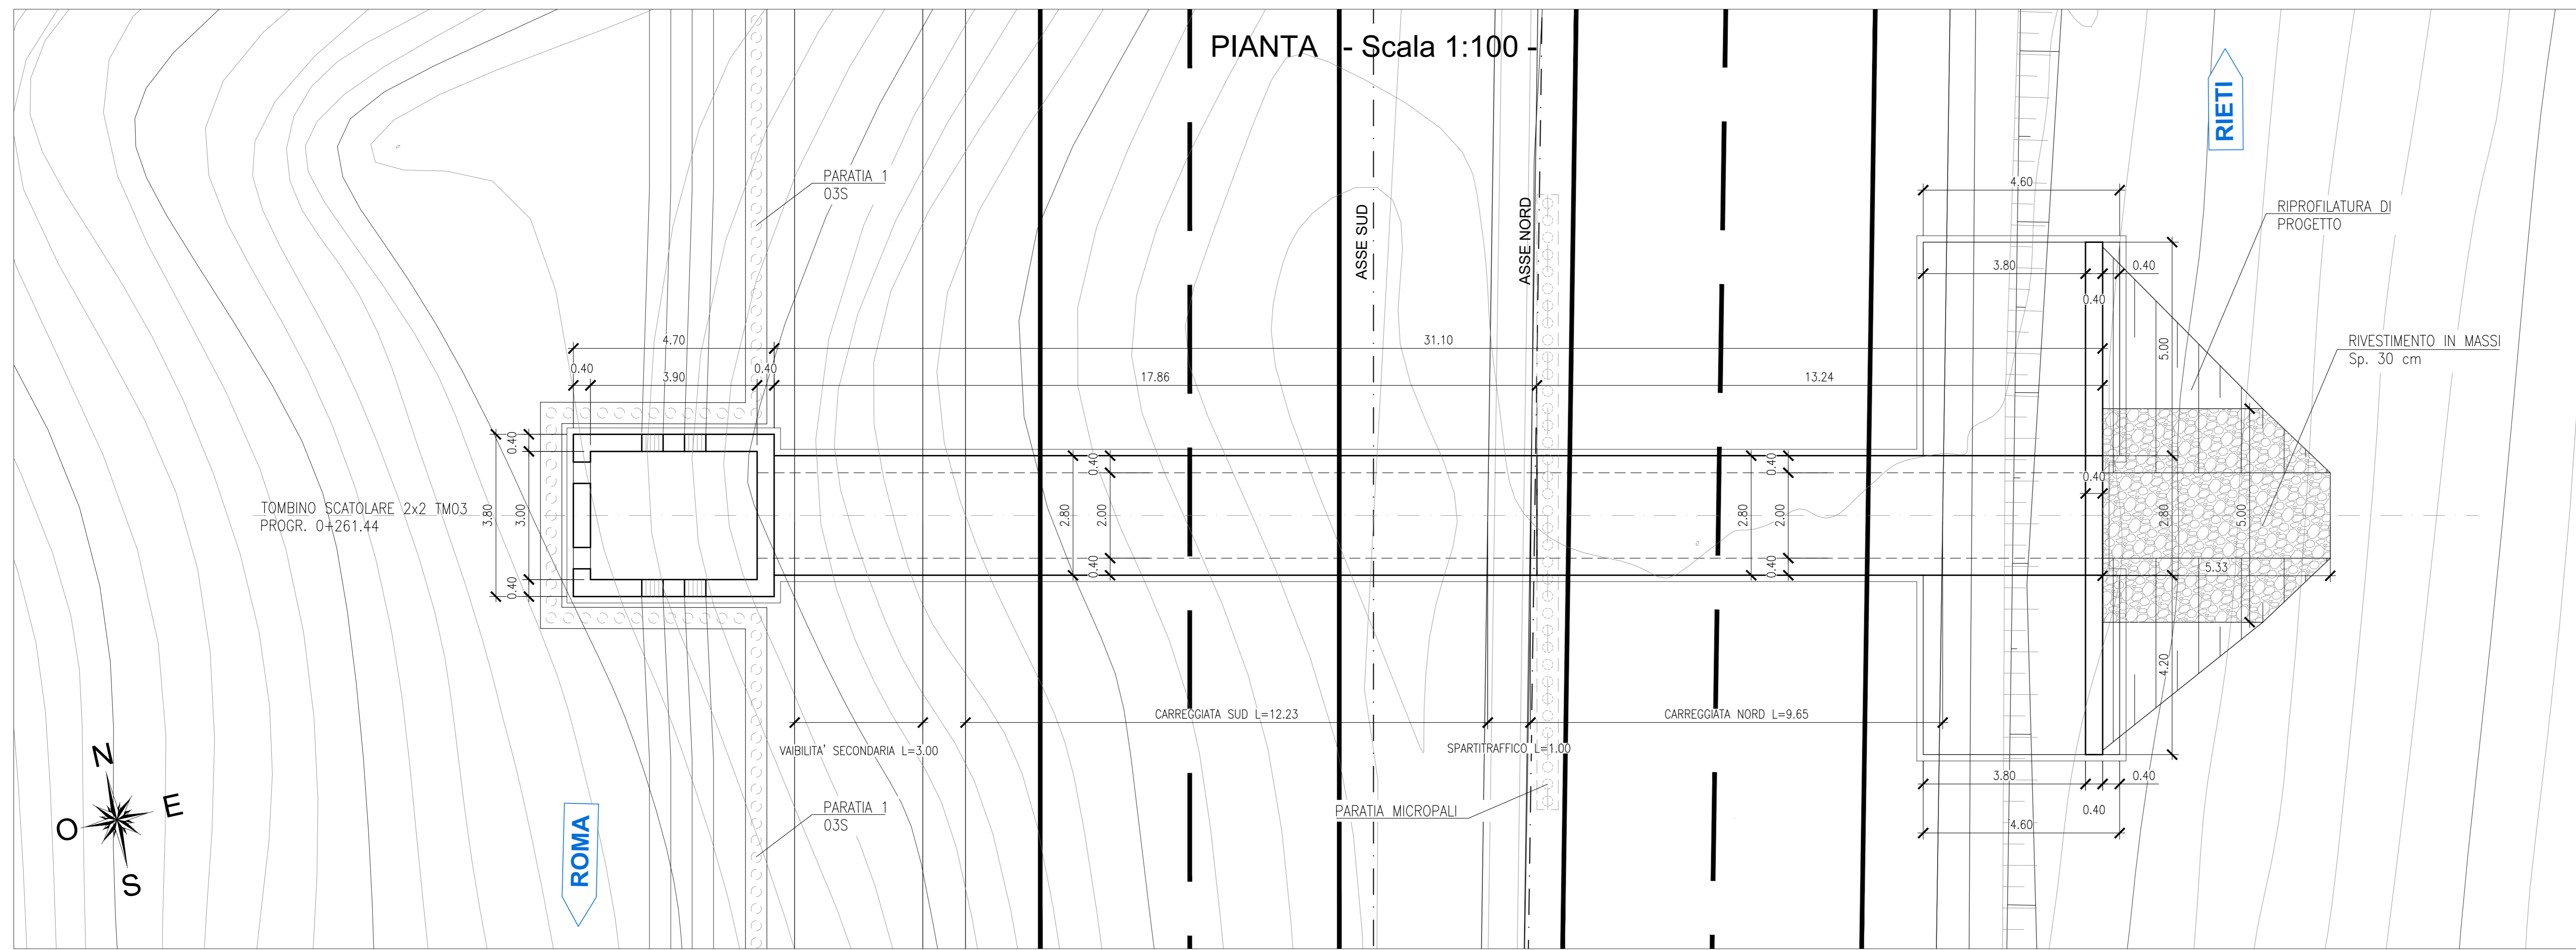 PIANTA - Scala 1:100 -
RIETI
PARATIA 1
03S
ASSE SUD
ASSE NORD
4.60
RIPROFILATURA DI
PROGETTO
3.80
0.40
0.40
4.70
31.10
5.00
RIVESTIMENTO IN MASSI
Sp. 30 cm
0.40
3.90
0.40
17.86
13.24
0.40
0.40
0.40
0.40
TOMBINO SCATOLARE 2x2 TM03
PROGR. 0+261.44
3.80
3.00
2.80
2.00
2.80
2.00
2.80
5.00
0.40
0.40
0.40
5.33
4.20
CARREGGIATA SUD L=12.23
CARREGGIATA NORD L=9.65
VAIBILITA' SECONDARIA L=3.00
SPARTITRAFFICO L=1.00
3.80
0.40
0.40
4.60
PARATIA 1
03S
PARATIA MICROPALI
N
O
E
S
ROMA